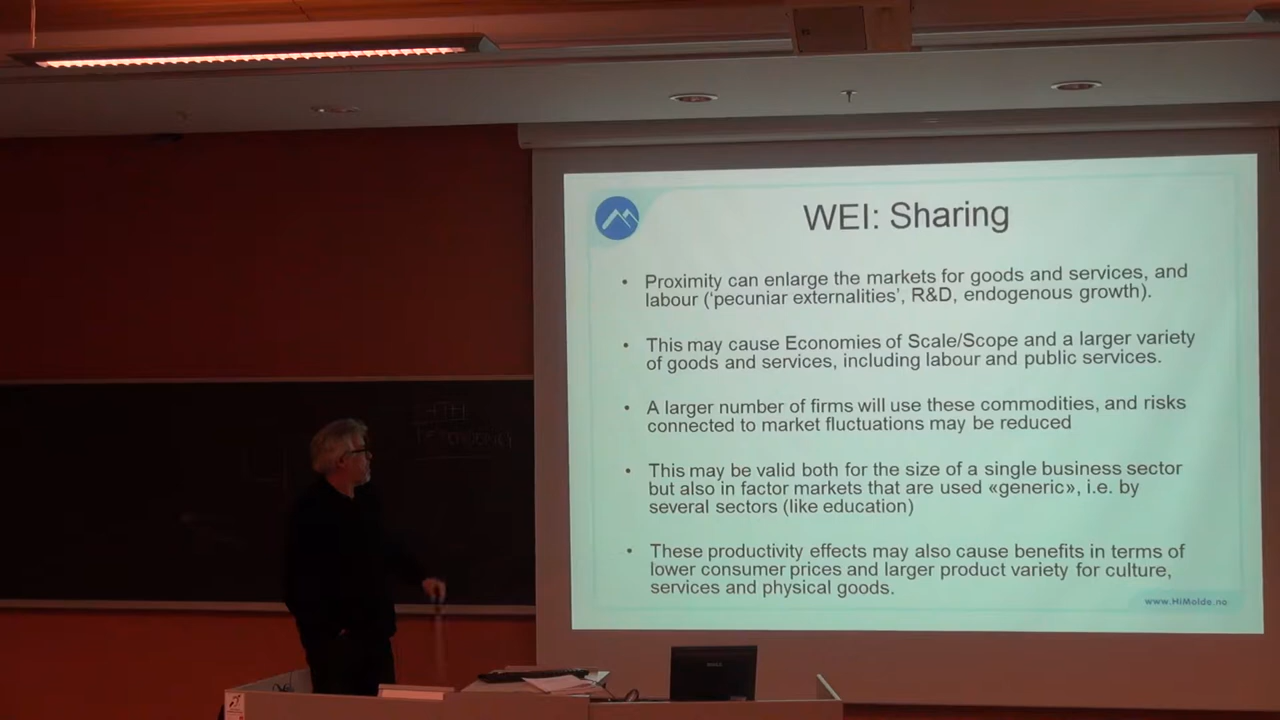 WEI: Sharing
• Proximity can enlarge the markets for goods and services, and
labour (‘pecuniar externalities’, R&D, endogenous growth).
• This may cause Economies of Scale/Scope and a larger variety
of goods and services, including labour and public services.
• A larger number of firms will use these commodities, and risks
connected to market fluctuations may be reduced
• This may be valid both for the size of a single business sector
but also in factor markets that are used «generic», i.e. by
several sectors (like education)
• These productivity effects may also cause benefits in terms of
lower consumer prices and larger product variety for culture,
services and physical goods.
www.HiMolde.no
DELL